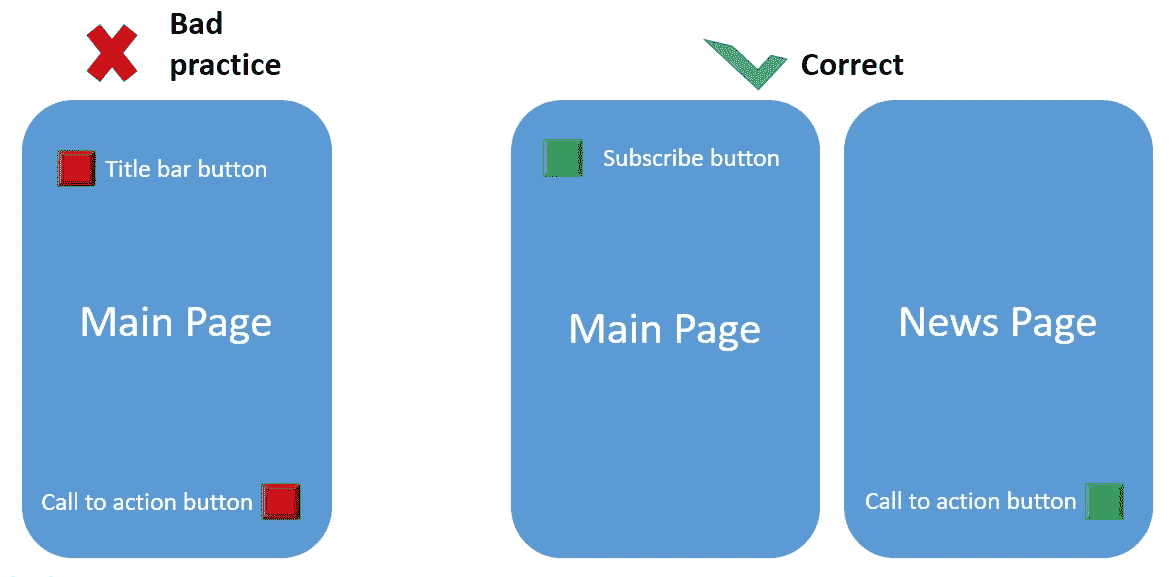 Bad
practice
Title bar button
Main Page
Call to action button
Correct
Subscribe button
Main Page
News Page
Call to action button